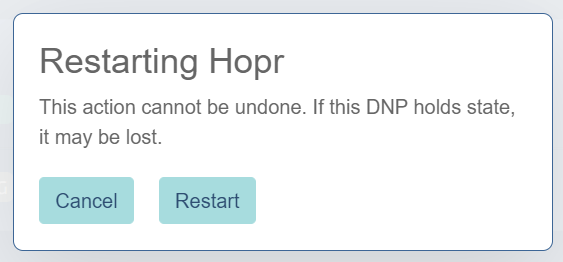 Restarting Hopr
This action cannot be undone. If this DNP holds state,
it may be lost.
Cancel
Restart